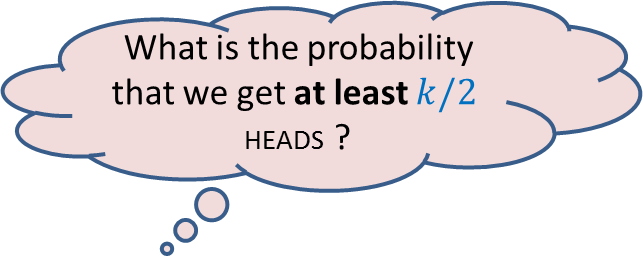 What is the probability
that we get at least k/2
HEADS ?